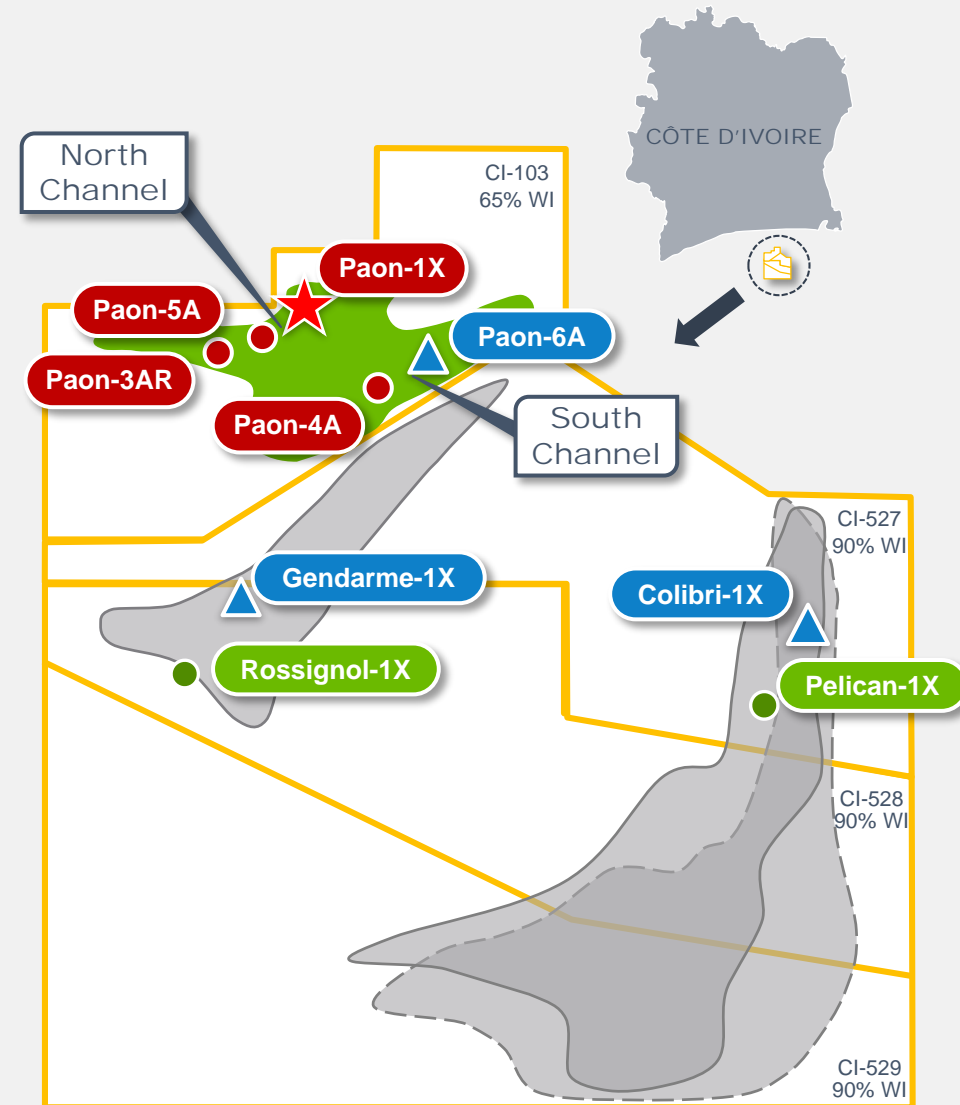 CÔTE D'IVOIRE
North
Channel
CI-103
65% WI
Paon-1X
Paon-5A
Paon-6A
Paon-3AR
Paon-4A
South
Channel
CI-527
90% WI
Gendarme-1X
Colibri-1X
Rossignol-1X
Pelican-1X
CI-528
90% WI
CI-529
90% WI